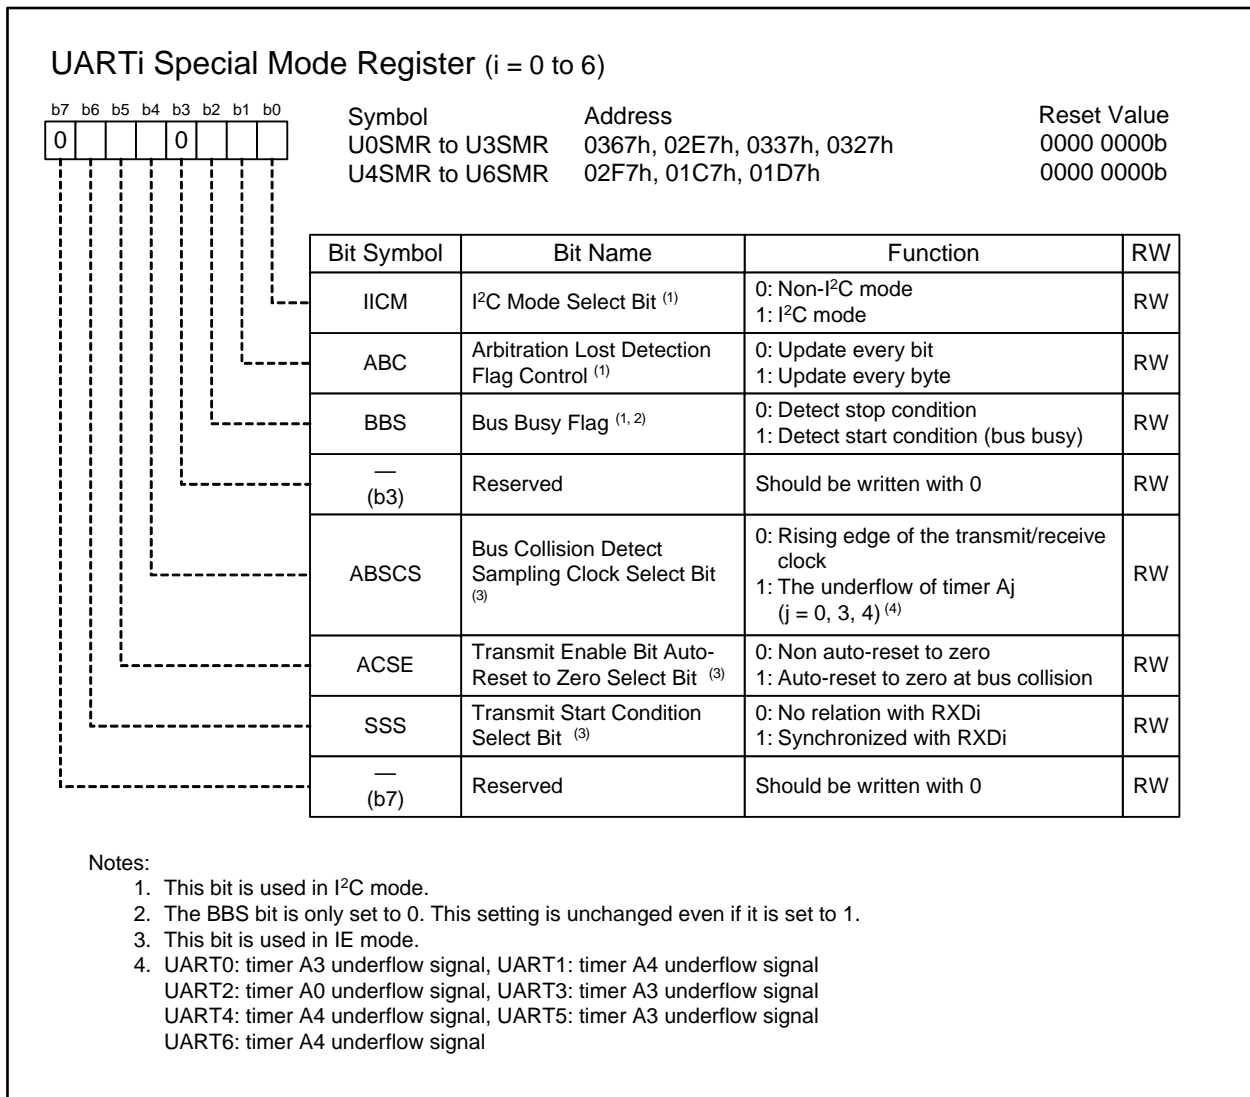 UARTi Special Mode Register (i = 0 to 6)
b7 b6 b5 b4 b3 b2 b1 b0
0 0
Symbol Address Reset Value
U0SMR to U3SMR 0367h, 02E7h, 0337h, 0327h 0000 0000b
U4SMR to U6SMR 02F7h, 01C7h, 01D7h 0000 0000b
Bit Symbol Bit Name Function RW
IICM I²C Mode Select Bit (1) 0: Non-I²C mode RW
1: I²C mode
ABC Arbitration Lost Detection 0: Update every bit RW
Flag Control (1) 1: Update every byte
BBS Bus Busy Flag (1, 2) 0: Detect stop condition RW
1: Detect start condition (bus busy)
— (b3) Reserved Should be written with 0 RW
ABSCS Bus Collision Detect 0: Rising edge of the transmit/receive RW
Sampling Clock Select Bit clock
(3) 1: The underflow of timer Aj
(j = 0, 3, 4) (4)
ACSE Transmit Enable Bit Auto- 0: Non auto-reset to zero RW
Reset to Zero Select Bit (3) 1: Auto-reset to zero at bus collision
SSS Transmit Start Condition 0: No relation with RXDi RW
Select Bit (3) 1: Synchronized with RXDi
— (b7) Reserved Should be written with 0 RW
Notes:
1. This bit is used in I²C mode.
2. The BBS bit is only set to 0. This setting is unchanged even if it is set to 1.
3. This bit is used in IE mode.
4. UART0: timer A3 underflow signal, UART1: timer A4 underflow signal
UART2: timer A0 underflow signal, UART3: timer A3 underflow signal
UART4: timer A4 underflow signal, UART5: timer A3 underflow signal
UART6: timer A4 underflow signal